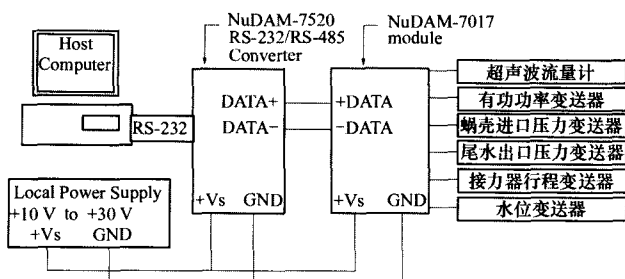 NuDAM-7520
RS-232/RS-485
Converter
NuDAM-7017
module
Host
Computer
RS-232
DATA+
DATA−
+Vs GND
+DATA
−DATA
+Vs GND
超声波流量计
有功功率变送器
蜗壳进口压力变送器
尾水出口压力变送器
接力器行程变送器
水位变送器
Local Power Supply
+10 V to +30 V
+Vs GND